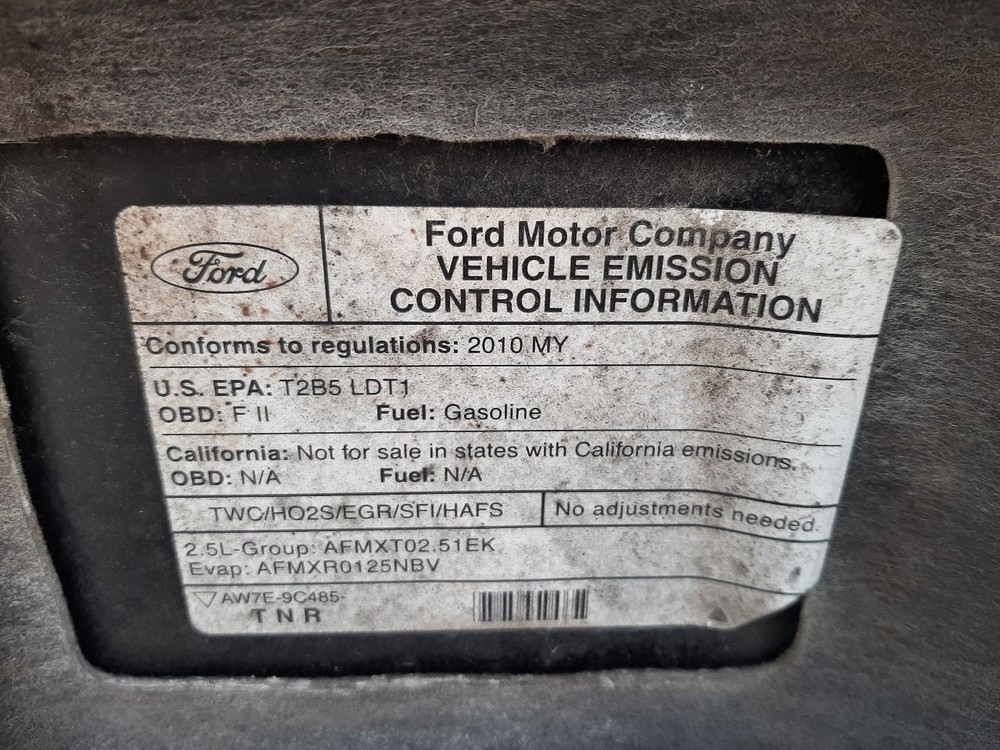 Ford
Ford Motor Company
VEHICLE EMISSION
CONTROL INFORMATION
Conforms to regulations: 2010 MY
U.S. EPA: T2B5 LDT1
OBD: F II Fuel: Gasoline
California: Not for sale in states with California emissions.
OBD: N/A Fuel: N/A
TWC/HO2S/EGR/SFI/HAFS No adjustments needed.
2.5L-Group: AFMXT02.51EK
Evap: AFMXR0125NBV
AW7E-9C485-
T N R